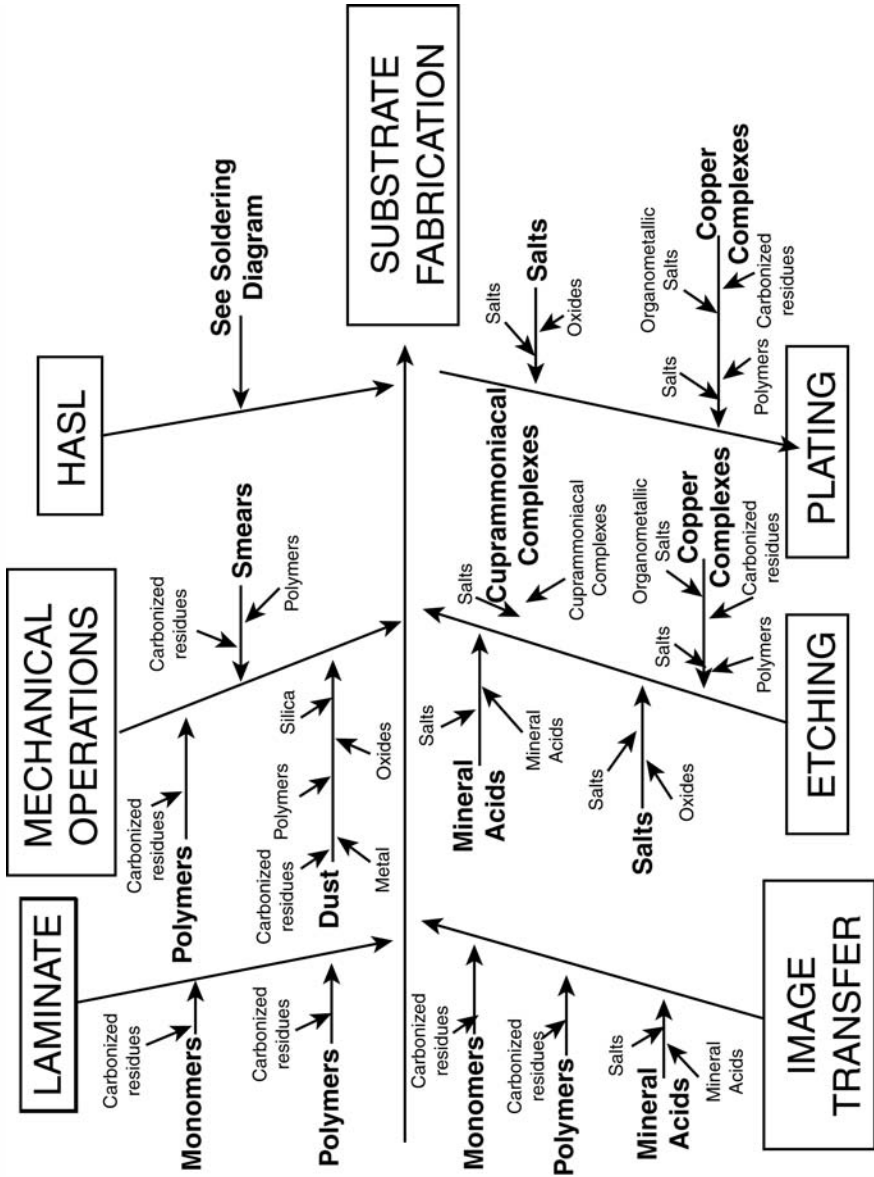 LAMINATE
Carbonized
residues
Monomers
Carbonized
residues
Polymers
MECHANICAL
OPERATIONS
Carbonized
residues
Polymers
Carbonized
residues
Smears
Polymers
Carbonized
residues
Polymers
Silica
Dust
Metal
Oxides
HASL
See Soldering
Diagram
SUBSTRATE
FABRICATION
Carbonized
residues
Monomers
Carbonized
residues
Polymers
Salts
Mineral
Acids
Mineral
Acids
IMAGE
TRANSFER
Salts
Mineral
Acids
Mineral
Acids
Salts
Cuprammoniacal
Complexes
Cuprammoniacal
Complexes
Salts
Salts
Oxides
Salts
Organometallic
Salts
Copper
Complexes
Polymers
Carbonized
residues
ETCHING
Salts
Salts
Oxides
Salts
Organometallic
Salts
Copper
Complexes
Polymers
Carbonized
residues
PLATING